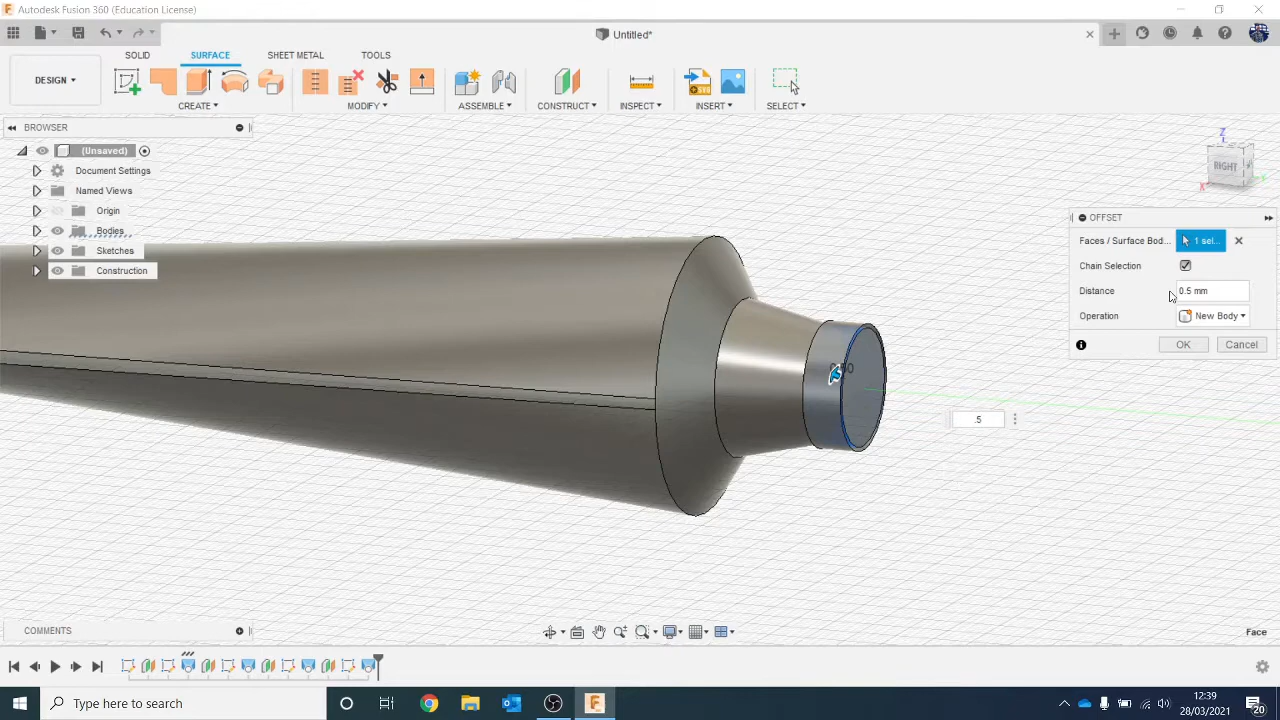 Autodesk Fusion 360 (Education License)
Untitled*
SOLID SURFACE SHEET METAL TOOLS
DESIGN
CREATE MODIFY ASSEMBLE CONSTRUCT INSPECT INSERT SELECT
BROWSER
(Unsaved)
Document Settings
Named Views
Origin
Bodies
Sketches
Construction
Z
RIGHT
X
Y
OFFSET
Faces / Surface Bod... 1 sel...
Chain Selection
Distance 0.5 mm
Operation New Body
OK Cancel
.5
COMMENTS
Face
Type here to search
12:39
28/03/2021
20